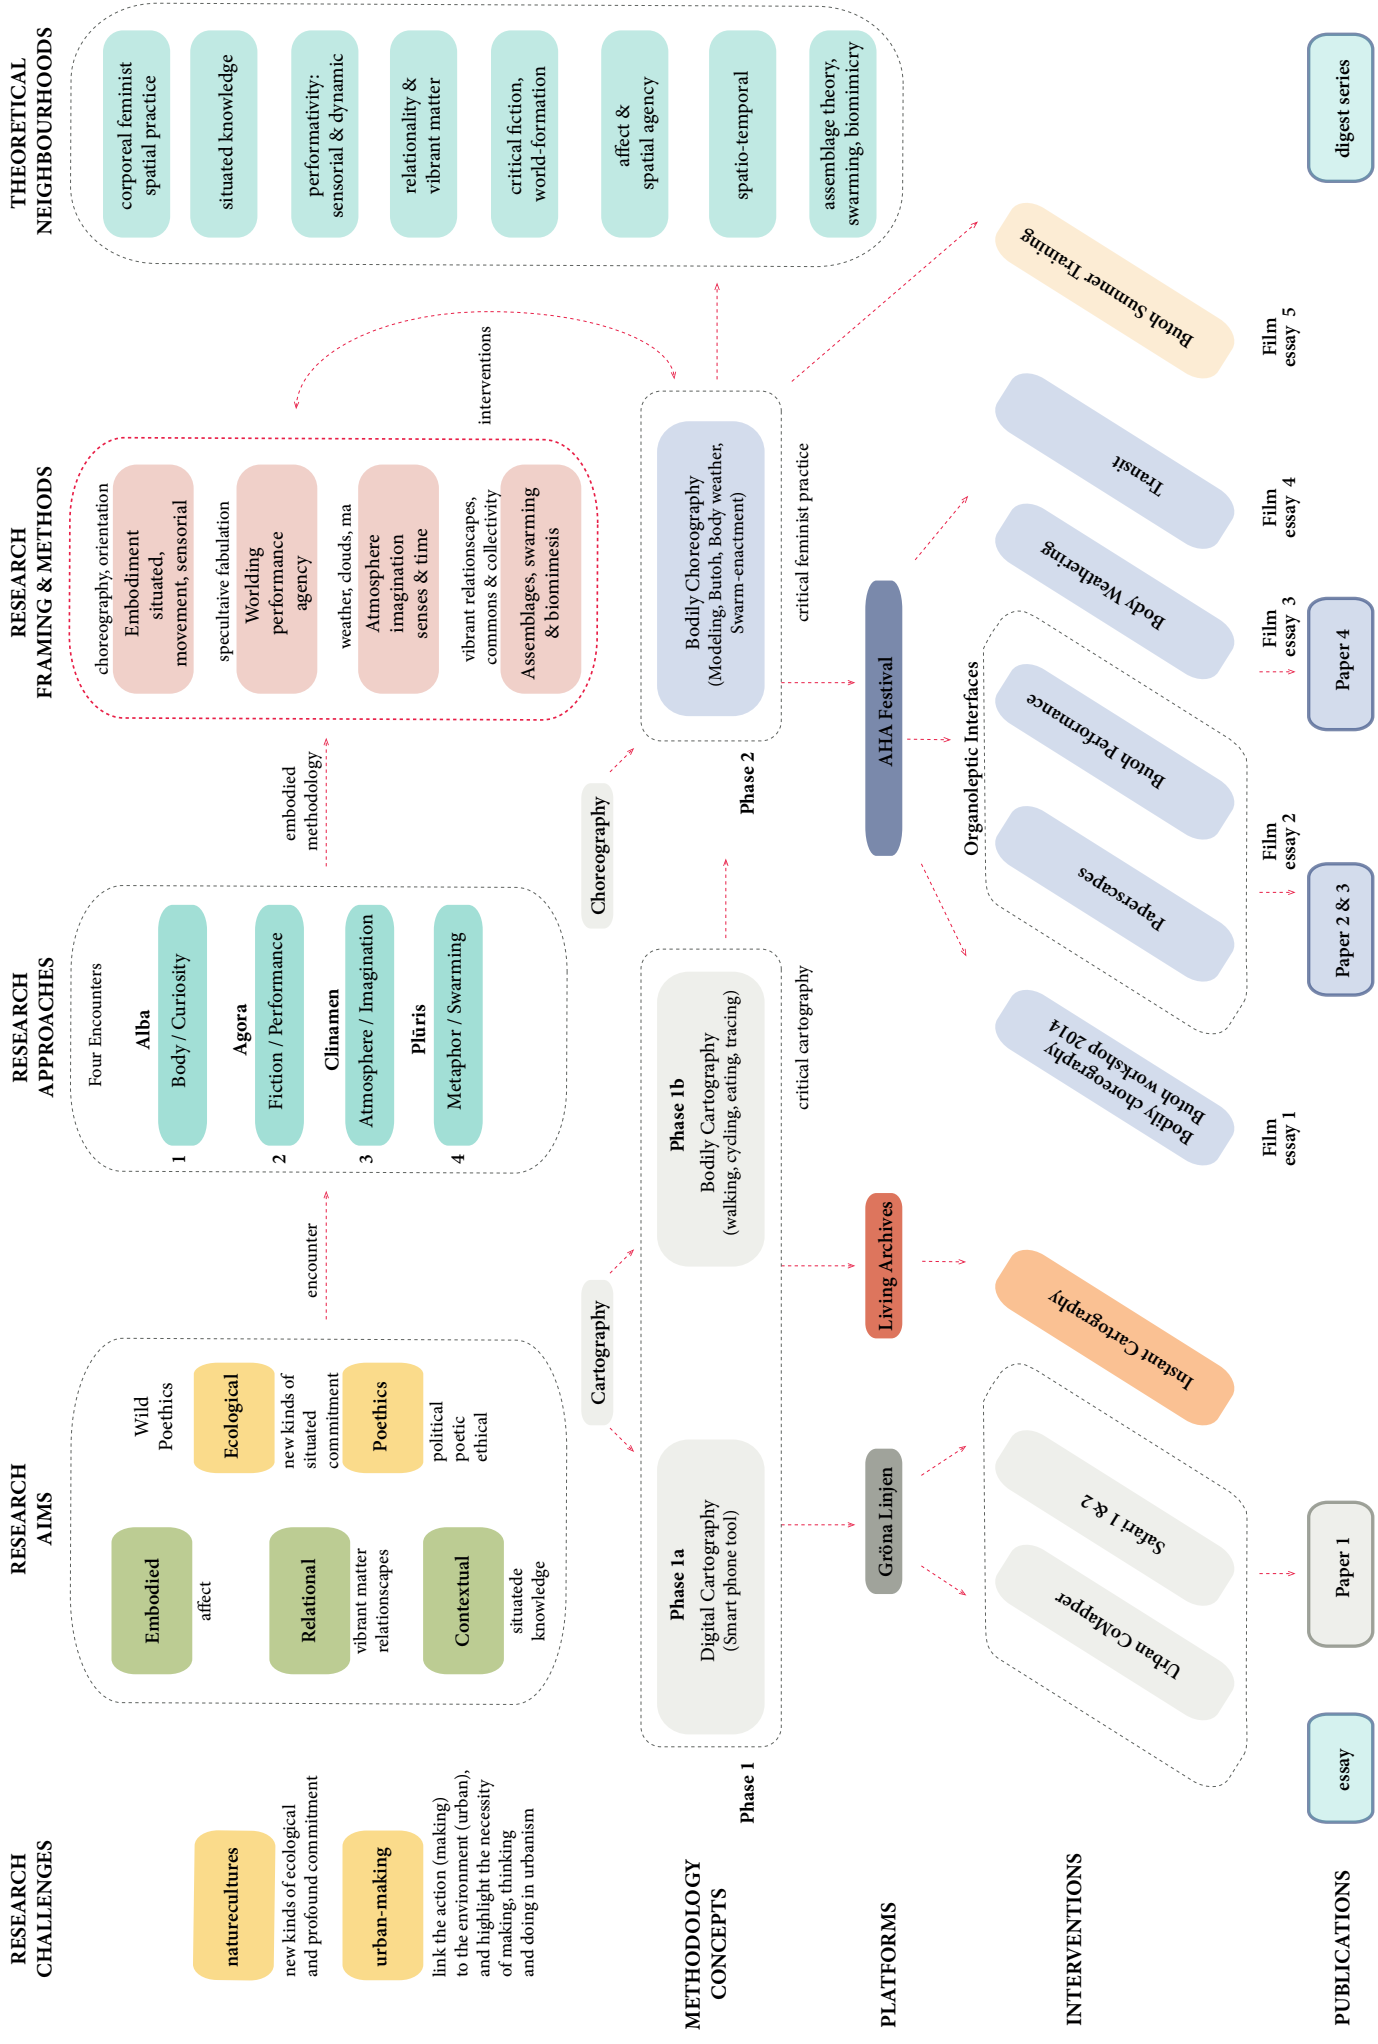 RESEARCH
CHALLENGES
naturecultures
new kinds of ecological
and profound commitment
urban-making
link the action (making)
to the environment (urban),
and highlight the necessity
of making, thinking
and doing in urbanism
RESEARCH
AIMS
Embodied
affect
Relational
vibrant matter
relationscapes
Contextual
situatede
knowledge
Wild
Poethics
Ecological
new kinds of
situated
commitment
Poethics
political
poetic
ethical
encounter
RESEARCH
APPROACHES
Four Encounters
Alba
1 Body / Curiosity
Agora
2 Fiction / Performance
Clinamen
3 Atmosphere / Imagination
Plūris
4 Metaphor / Swarming
embodied
methodology
RESEARCH
FRAMING & METHODS
choreography, orientation
Embodiment
situated,
movement, sensorial
specultaive fabulation
Worlding
performance
agency
weather, clouds, ma
Atmosphere
imagination
senses & time
vibrant relationscapes,
commons & collectivity
Assemblages, swarming
& biomimesis
interventions
THEORETICAL
NEIGHBOURHOODS
corporeal feminist
spatial practice
situated knowledge
performativity:
sensorial & dynamic
relationality &
vibrant matter
critical fiction,
world-formation
affect &
spatial agency
spatio-temporal
assemblage theory,
swarming, biomimicry
METHODOLOGY
CONCEPTS
Cartography
Choreography
Phase 1
Phase 1a
Digital Cartography
(Smart phone tool)
Phase 1b
Bodily Cartography
(walking, cycling, eating, tracing)
critical cartography
Phase 2
Bodily Choreography
(Modeling, Butoh, Body weather,
Swarm-enactment)
critical feminist practice
PLATFORMS
Gröna Linjen
Living Archives
AHA Festival
INTERVENTIONS
Urban CoMapper
Safari 1 & 2
Instant Cartography
Bodily choreography
Butoh workshop 2014
Organoleptic Interfaces
Paperscapes
Butoh Performance
Body Weathering
Transit
Butoh Summer Training
Film
essay 1
Film
essay 2
Film
essay 3
Film
essay 4
Film
essay 5
PUBLICATIONS
essay
Paper 1
Paper 2 & 3
Paper 4
digest series